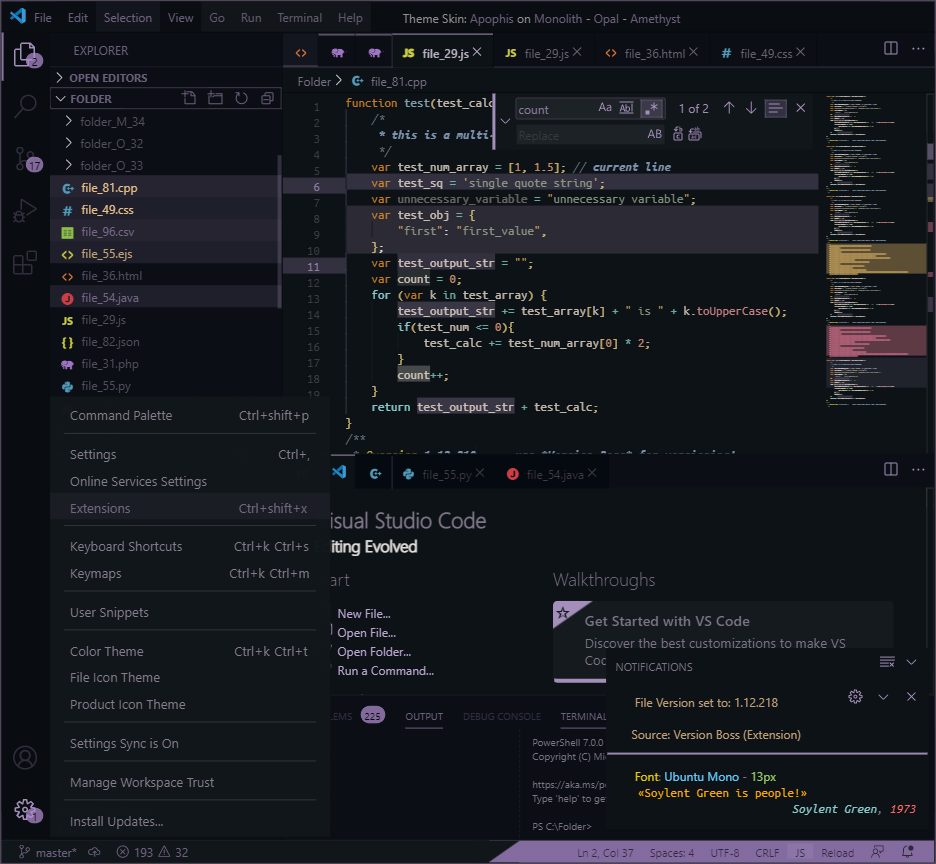 File Edit Selection View Go Run Terminal Help Theme Skin: Apophis on Monolith - Opal - Amethyst
2
EXPLORER
OPEN EDITORS
FOLDER
folder_M_34
folder_O_32
folder_O_33
file_81.cpp
file_49.css
file_96.csv
file_55.ejs
file_36.html
file_54.java
file_29.js
file_82.json
file_31.php
file_55.py
17
JS file_29.js JS file_29.js file_36.html # file_49.css
Folder file_81.cpp
count Aa Abl .* 1 of 2
Replace AB
1 function test(test_calc
2 /*
3 * this is a multi-
4 */
5 var test_num_array = [1, 1.5]; // current line
6 var test_sq = 'single quote string';
7 var unnecessary_variable = "unnecessary variable";
8 var test_obj = {
9 "first": "first_value",
10 };
11 var test_output_str = "";
12 var count = 0;
13 for (var k in test_array) {
14 test_output_str += test_array[k] + " is " + k.toUpperCase();
15 if(test_num <= 0){
16 test_calc += test_num_array[0] * 2;
17 }
18 count++;
19 }
20 return test_output_str + test_calc;
}
/**
Command Palette Ctrl+shift+p
Settings Ctrl+,
Online Services Settings
Extensions Ctrl+shift+x
Keyboard Shortcuts Ctrl+k Ctrl+s
Keymaps Ctrl+k Ctrl+m
User Snippets
Color Theme Ctrl+k Ctrl+t
File Icon Theme
Product Icon Theme
Settings Sync is On
Manage Workspace Trust
Install Updates...
file_55.py file_54.java
isual Studio Code
iting Evolved
art
New File...
Open File...
Open Folder...
Run a Command...
Walkthroughs
Get Started with VS Code
Discover the best customizations to make VS
Coc
LEMS 225 OUTPUT DEBUG CONSOLE TERMINAL
PowerShell 7.0.0
Copyright (C) Mi
https://aka.ms/p
Type 'help' to ge
PS C:\Folder>
NOTIFICATIONS
File Version set to: 1.12.218
Source: Version Boss (Extension)
Font: Ubuntu Mono - 13px
«Soylent Green is people!»
Soylent Green, 1973
1
master* 193 32 Ln 2, Col 37 Spaces: 4 UTF-8 CRLF JS Reload